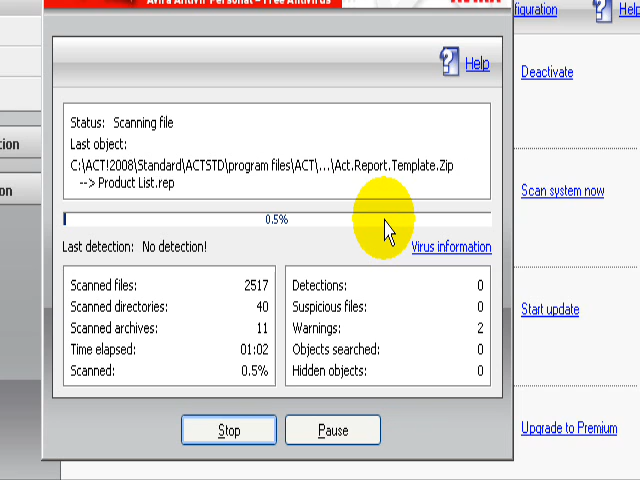 Avira AntiVir Personal – Free Antivirus
AVIRA
figuration
Help
Help
Deactivate
Status: Scanning file
Last object:
C:\ACT!2008\Standard\ACTSTD\program files\ACT\...\Act.Report.Template.Zip
--> Product List.rep
tion
on
Scan system now
0.5%
Last detection: No detection!
Virus information
Scanned files: 2517
Scanned directories: 40
Scanned archives: 11
Time elapsed: 01:02
Scanned: 0.5%
Detections: 0
Suspicious files: 0
Warnings: 2
Objects searched: 0
Hidden objects: 0
Start update
Stop
Pause
Upgrade to Premium